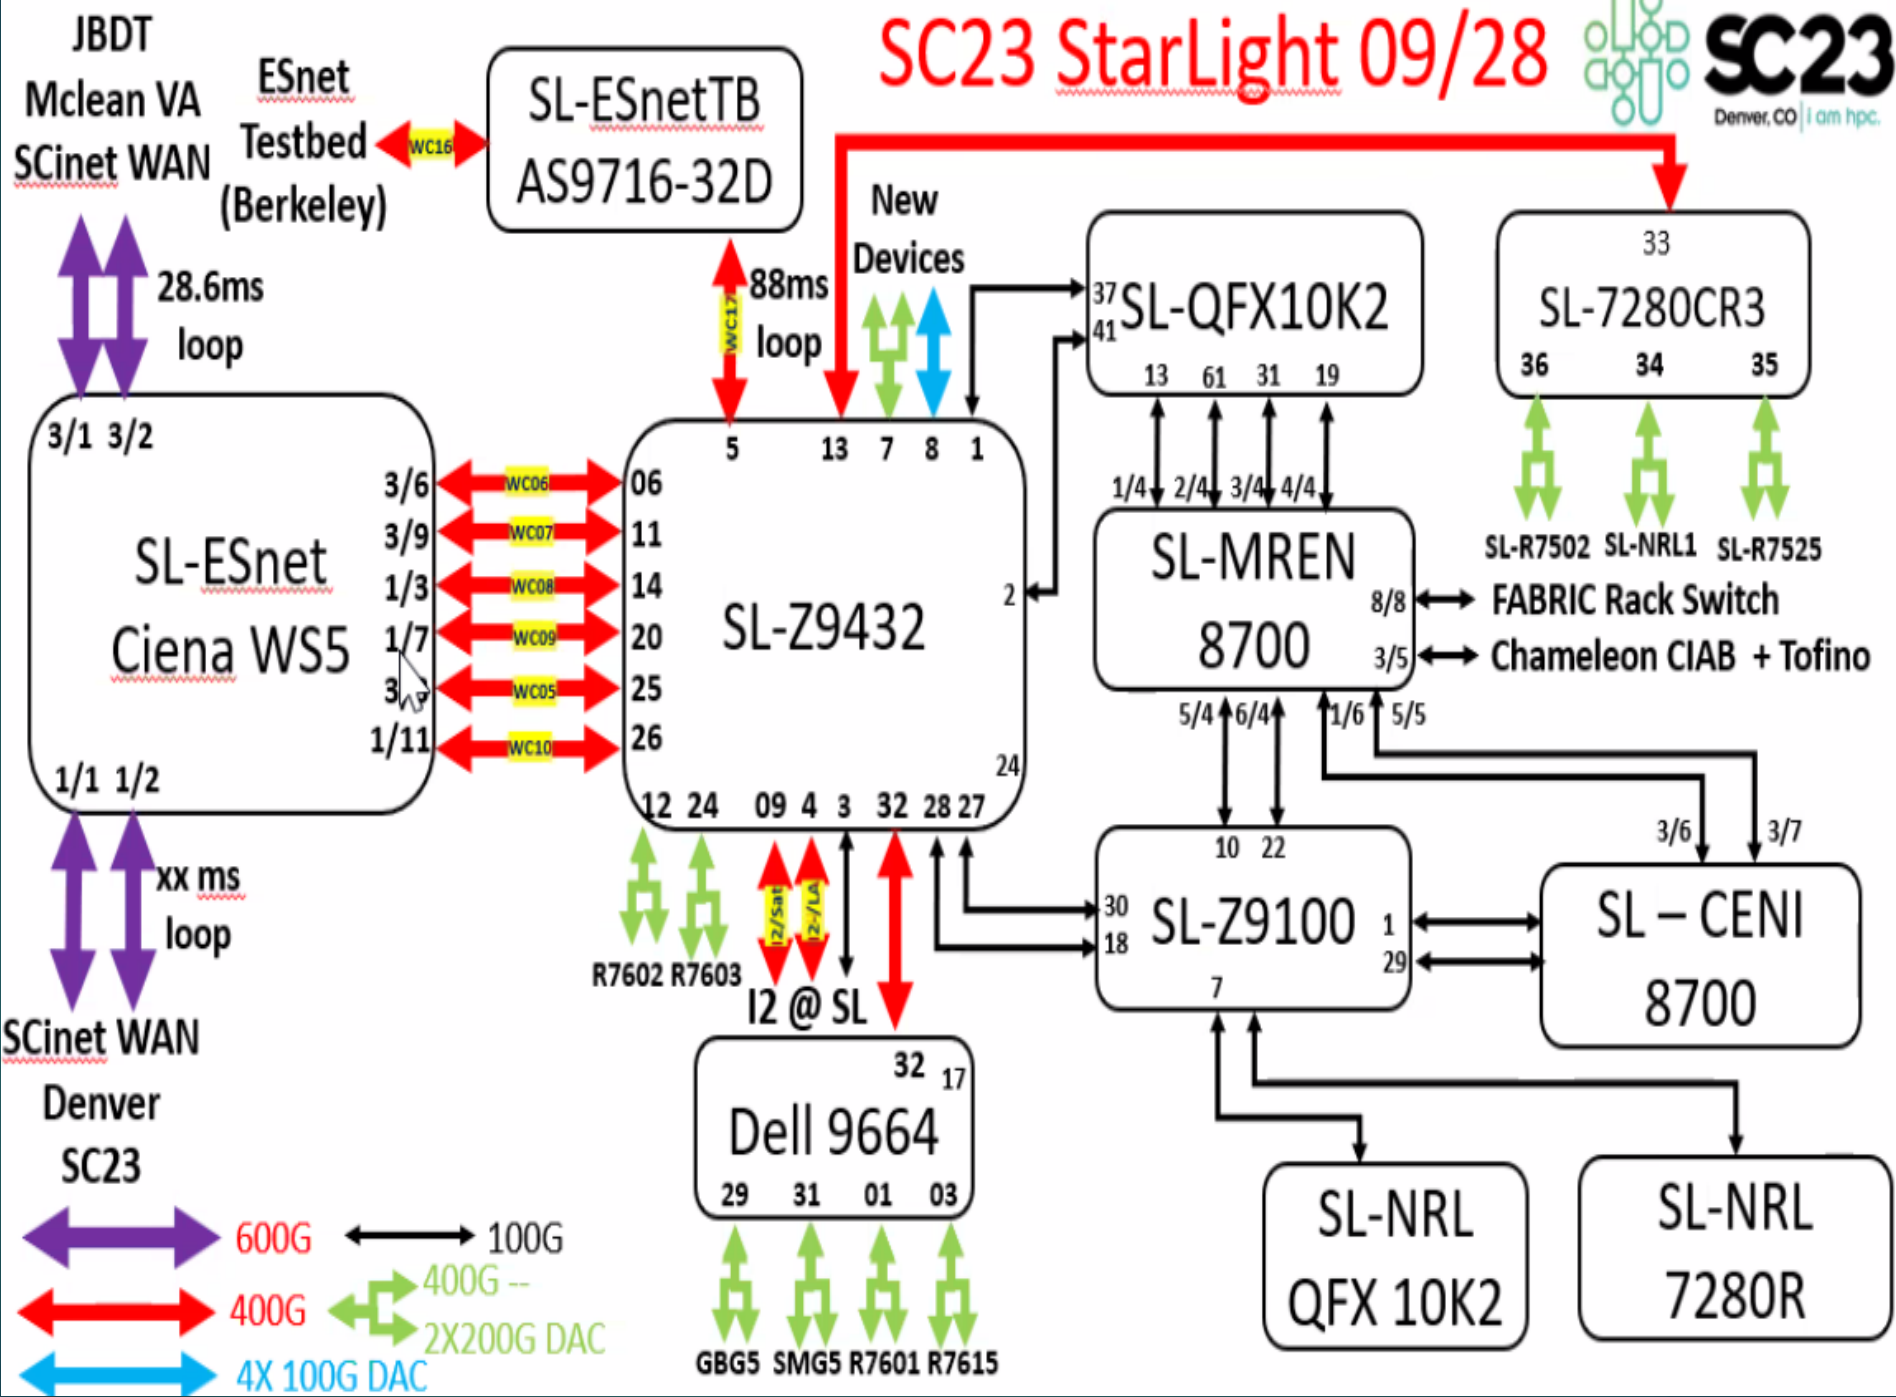 JBDT
Mclean VA
SCinet WAN
ESnet
Testbed
(Berkeley)
WC16
SL-ESnetTB
AS9716-32D
SC23 StarLight 09/28
SC23
Denver, CO | i am hpc.
28.6ms
loop
WC17
88ms
loop
New
Devices
37
41
SL-QFX10K2
13 61 31 19
33
SL-7280CR3
36 34 35
SL-R7502 SL-NRL1 SL-R7525
3/1 3/2
3/6
3/9
1/3
1/7
1/11
SL-ESnet
Ciena WS5
1/1 1/2
WC06
WC07
WC08
WC09
WC05
WC10
5 13 7 8 1
06
11
14
20
25
26
SL-Z9432
2
24
12 24 09 4 3 32 28 27
1/4 2/4 3/4 4/4
SL-MREN
8700
8/8
3/5
FABRIC Rack Switch
Chameleon CIAB + Tofino
5/4 6/4 1/6 5/5
xx ms
loop
SCinet WAN
Denver
SC23
R7602 R7603
I2/Sat
I2-/LA
I2 @ SL
10 22
30
18
SL-Z9100
1
29
7
3/6 3/7
SL – CENI
8700
32 17
Dell 9664
29 31 01 03
GBG5 SMG5 R7601 R7615
SL-NRL
QFX 10K2
SL-NRL
7280R
600G
100G
400G
400G --
2X200G DAC
4X 100G DAC